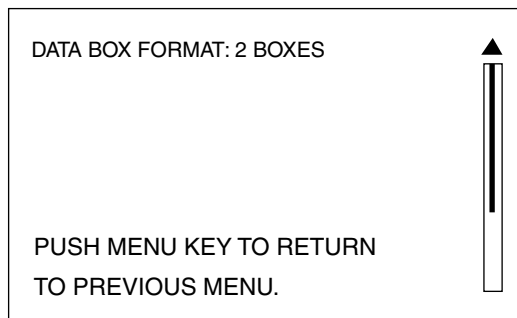 DATA BOX FORMAT: 2 BOXES
PUSH MENU KEY TO RETURN
TO PREVIOUS MENU.